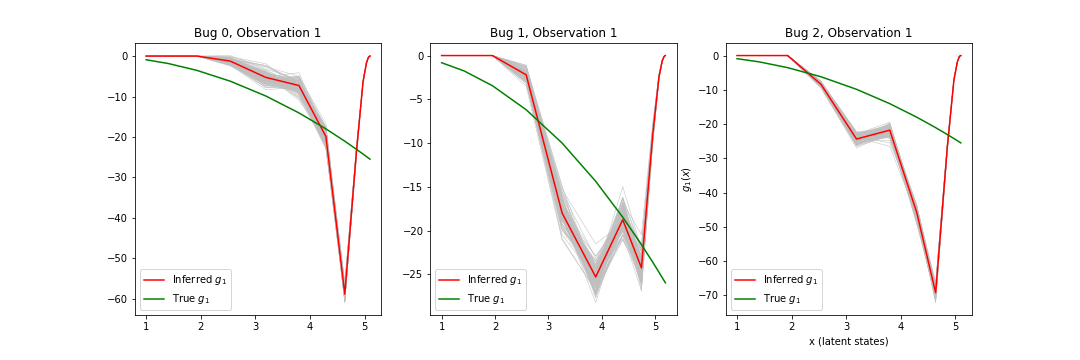 Bug 0, Observation 1
0
−10
−20
−30
−40
−50
−60
1 2 3 4 5
Inferred g₁
True g₁
Bug 1, Observation 1
0
−5
−10
−15
−20
−25
1 2 3 4 5
Inferred g₁
True g₁
Bug 2, Observation 1
g₁(x)
0
−10
−20
−30
−40
−50
−60
−70
1 2 3 4 5
x (latent states)
Inferred g₁
True g₁